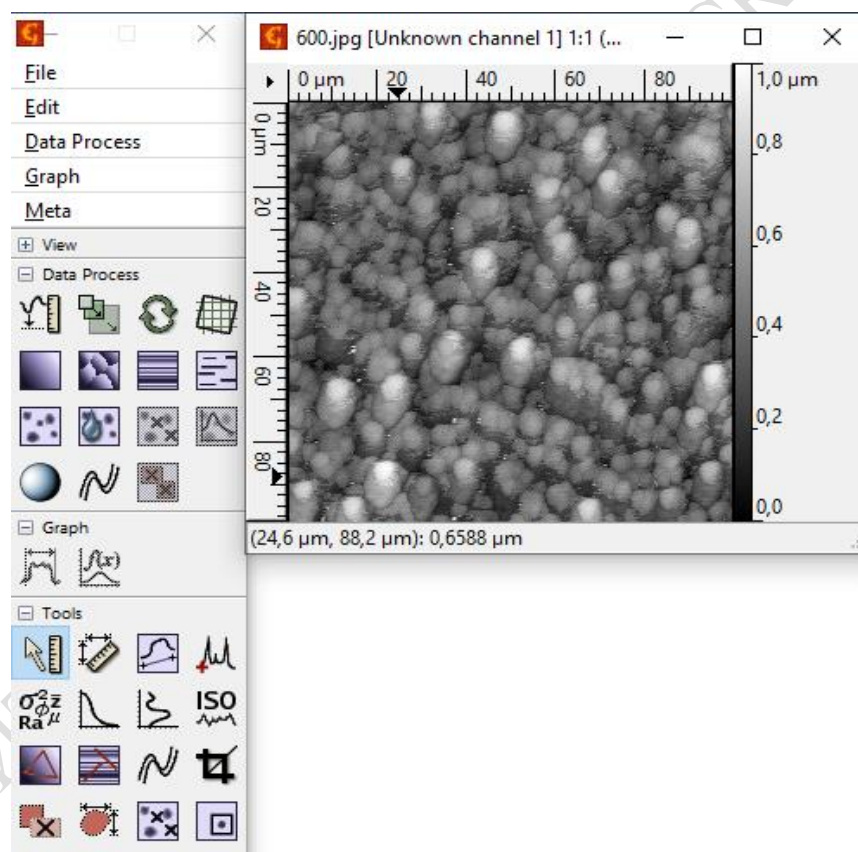 600.jpg [Unknown channel 1] 1:1 (...
File
Edit
Data Process
Graph
Meta
View
Data Process
Graph
Tools
σ² z̄
ϕ
Ra μ
f(x)
ISO
0 µm 20 40 60 80
0 µm
20
40
60
80
1,0 µm
0,8
0,6
0,4
0,2
0,0
(24,6 µm, 88,2 µm): 0,6588 µm